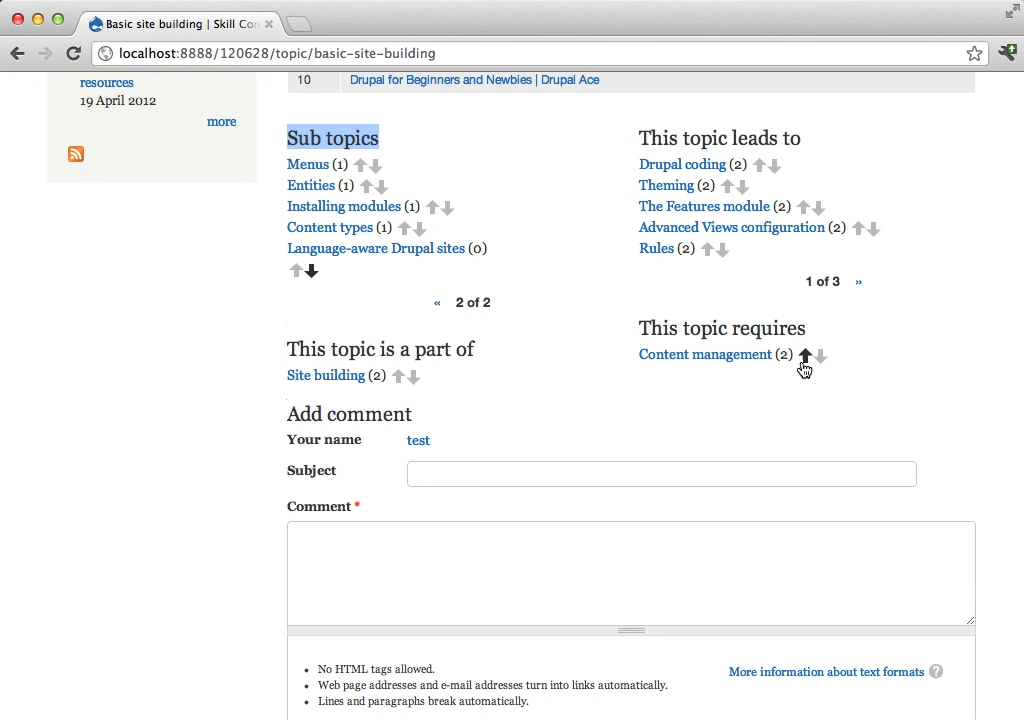 Basic site building | Skill Con
localhost:8888/120628/topic/basic-site-building
resources
19 April 2012
more
10 Drupal for Beginners and Newbies | Drupal Ace
Sub topics
Menus (1)
Entities (1)
Installing modules (1)
Content types (1)
Language-aware Drupal sites (0)
« 2 of 2
This topic is a part of
Site building (2)
This topic leads to
Drupal coding (2)
Theming (2)
The Features module (2)
Advanced Views configuration (2)
Rules (2)
1 of 3 »
This topic requires
Content management (2)
Add comment
Your name test
Subject
Comment *
• No HTML tags allowed.
• Web page addresses and e-mail addresses turn into links automatically.
• Lines and paragraphs break automatically.
More information about text formats ?